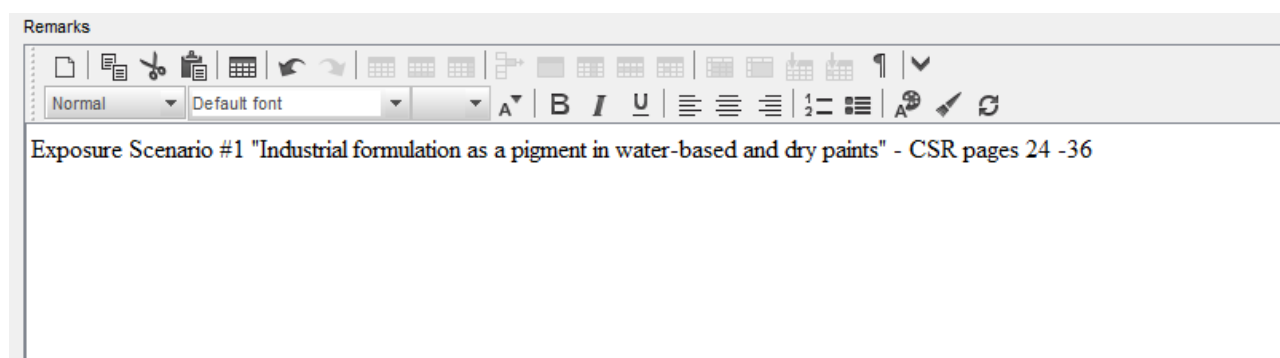 Remarks
Normal Default font
Exposure Scenario #1 "Industrial formulation as a pigment in water-based and dry paints" - CSR pages 24 -36